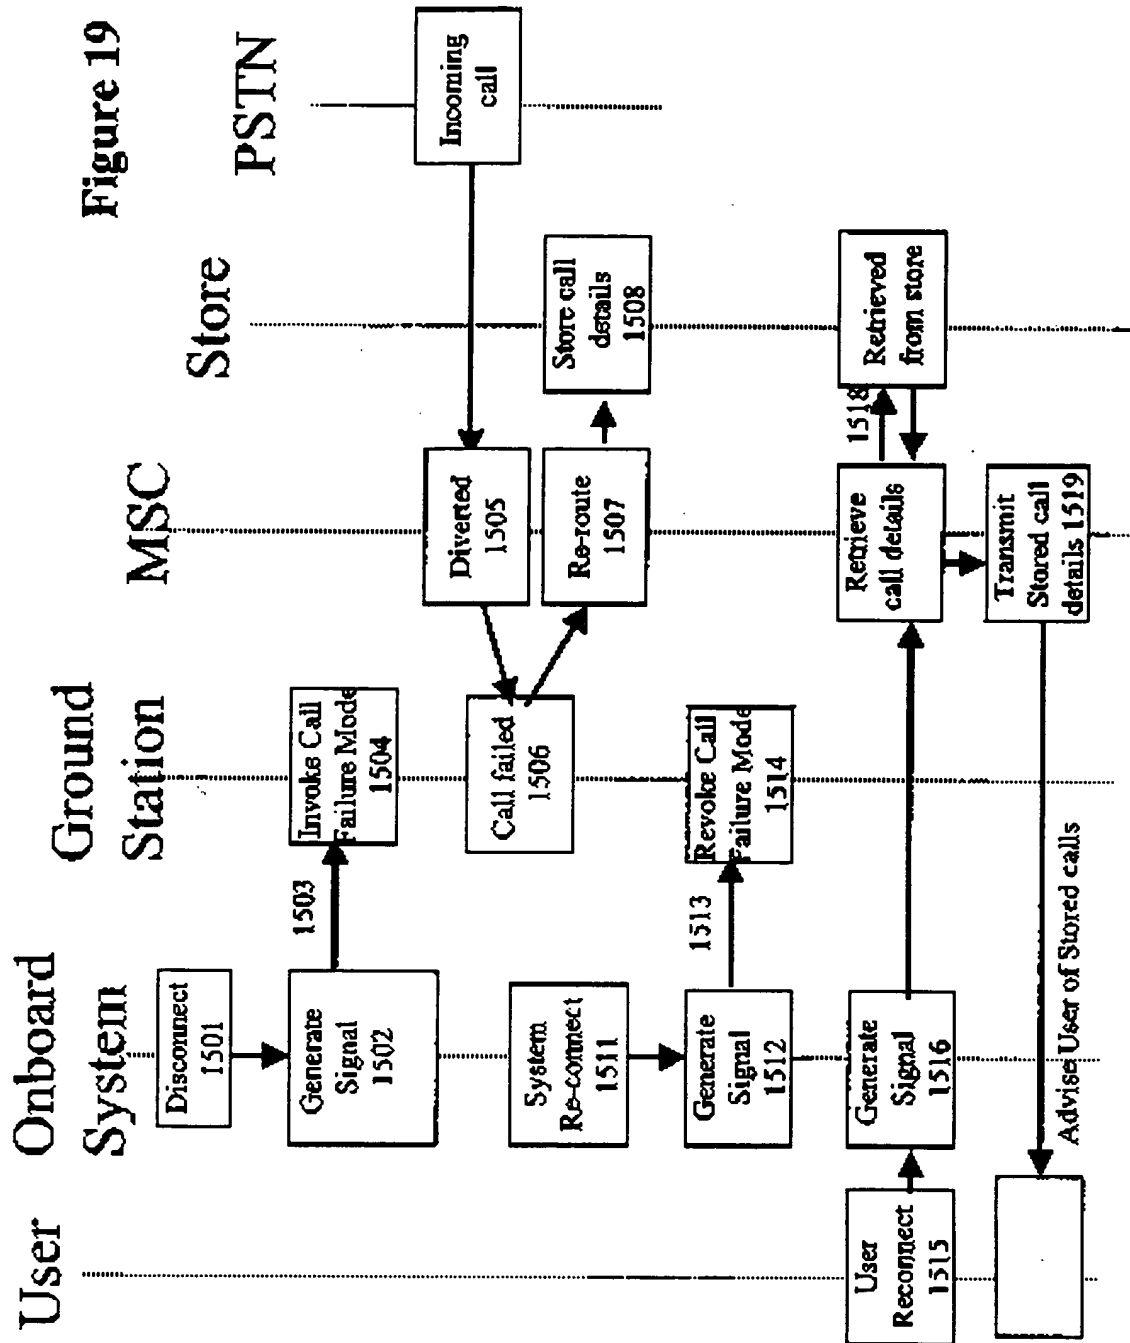 Figure 19
User
Onboard
System
Ground
Station
MSC
Store
PSTN
Disconnect
1501
Generate
Signal
1502
1503
Invoke Call
Failure Mode
1504
Incoming
call
Diverted
1505
Call failed
1506
Re-route
1507
Store call
details
1508
System
Re-connect
1511
Generate
Signal
1512
1513
Revoke Call
Failure Mode
1514
User
Reconnect
1515
Generate
Signal
1516
Retrieve
call details
1518
Retrieved
from store
Transmit
Stored call
details 1519
Advise User of Stored calls